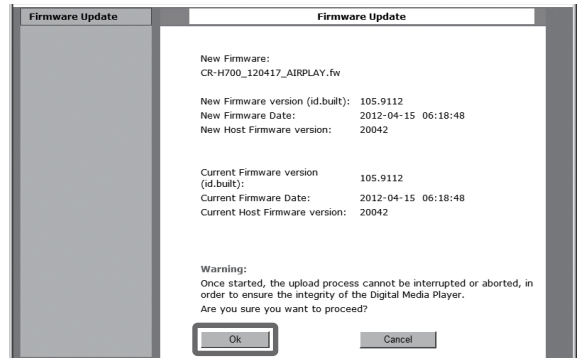 Firmware Update
Firmware Update
New Firmware:
CR-H700_120417_AIRPLAY.fw
New Firmware version (id.built): 105.9112
New Firmware Date: 2012-04-15 06:18:48
New Host Firmware version: 20042
Current Firmware version
(id.built): 105.9112
Current Firmware Date: 2012-04-15 06:18:48
Current Host Firmware version: 20042
Warning:
Once started, the upload process cannot be interrupted or aborted, in
order to ensure the integrity of the Digital Media Player.
Are you sure you want to proceed?
Ok Cancel